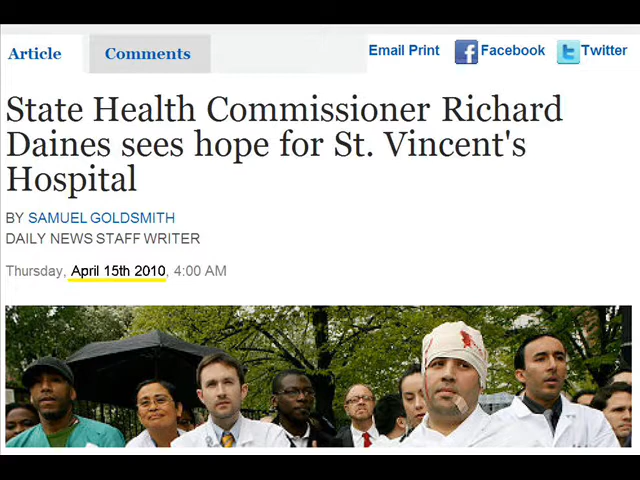 Article Comments Email Print Facebook Twitter
State Health Commissioner Richard
Daines sees hope for St. Vincent's
Hospital
BY SAMUEL GOLDSMITH
DAILY NEWS STAFF WRITER
Thursday, April 15th 2010, 4:00 AM